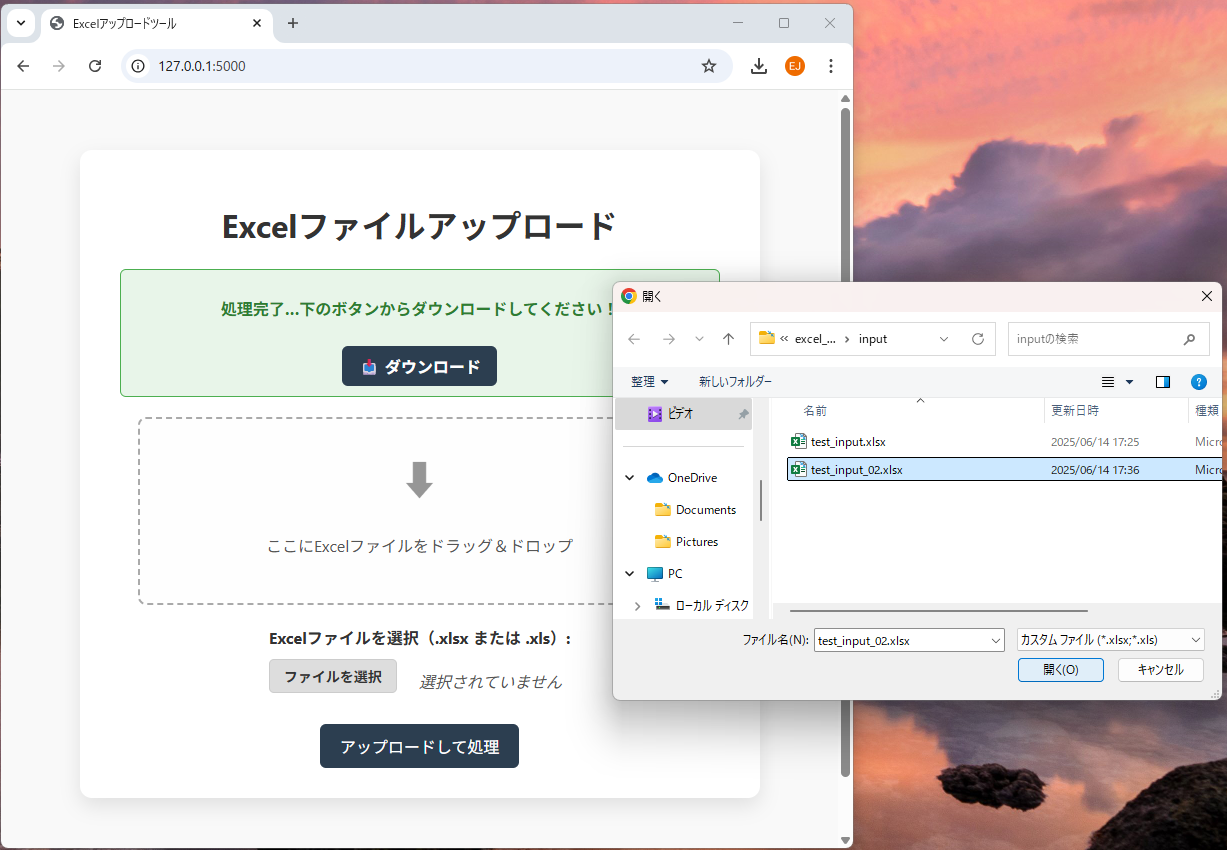 Excelアップロードツール
127.0.0.1:5000
EJ
Excelファイルアップロード
処理完了...下のボタンからダウンロードしてください！
ダウンロード
ここにExcelファイルをドラッグ＆ドロップ
Excelファイルを選択（.xlsx または .xls）:
ファイルを選択
選択されていません
アップロードして処理
開く
« excel_... › input
inputの検索
整理
新しいフォルダー
ビデオ
OneDrive
Documents
Pictures
PC
ローカル ディスク
名前 更新日時 種類
test_input.xlsx 2025/06/14 17:25 Micro
test_input_02.xlsx 2025/06/14 17:36 Micro
ファイル名(N): test_input_02.xlsx
カスタム ファイル (*.xlsx;*.xls)
開く(O)
キャンセル